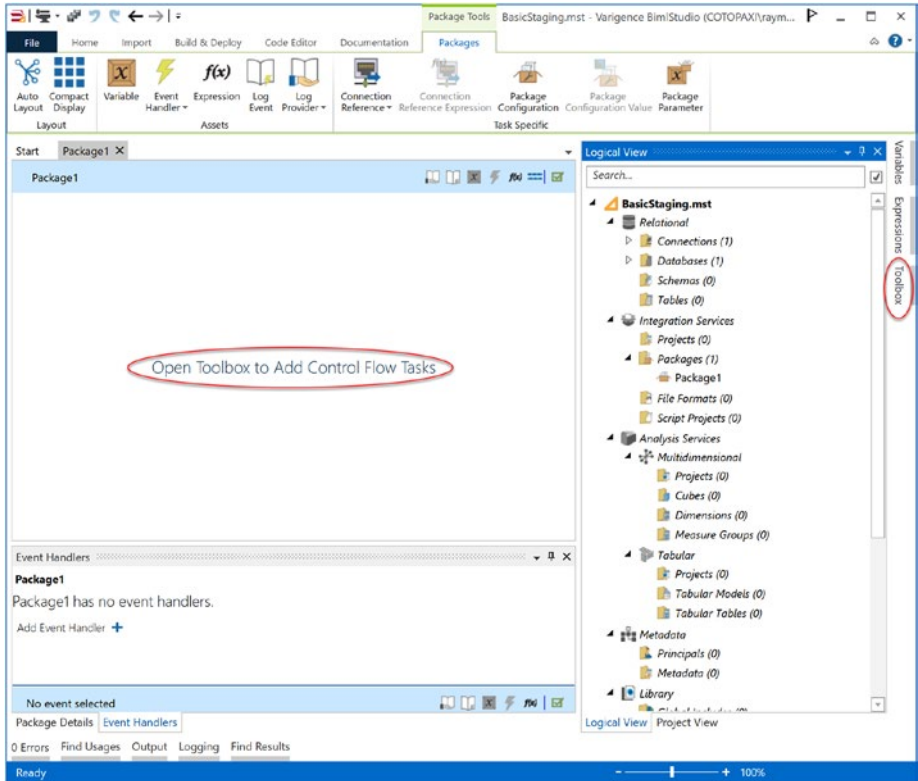 Package Tools BasicStaging.mst - Varigence BimlStudio (COTOPAXI\raym...
File Home Import Build & Deploy Code Editor Documentation Packages
Auto Layout Compact Display Variable Event Handler Expression Log Event Log Provider Connection Reference Connection Reference Expression Package Configuration Package Configuration Value Package Parameter
Layout Assets Task Specific
Start Package1
Package1
Open Toolbox to Add Control Flow Tasks
Event Handlers
Package1
Package1 has no event handlers.
Add Event Handler
No event selected
Package Details Event Handlers
Logical View
Search...
BasicStaging.mst
Relational
Connections (1)
Databases (1)
Schemas (0)
Tables (0)
Integration Services
Projects (0)
Packages (1)
Package1
File Formats (0)
Script Projects (0)
Analysis Services
Multidimensional
Projects (0)
Cubes (0)
Dimensions (0)
Measure Groups (0)
Tabular
Projects (0)
Tabular Models (0)
Tabular Tables (0)
Metadata
Principals (0)
Metadata (0)
Library
Global Includes (0)
Logical View Project View
Variables
Expressions
Toolbox
0 Errors Find Usages Output Logging Find Results
Ready
100%